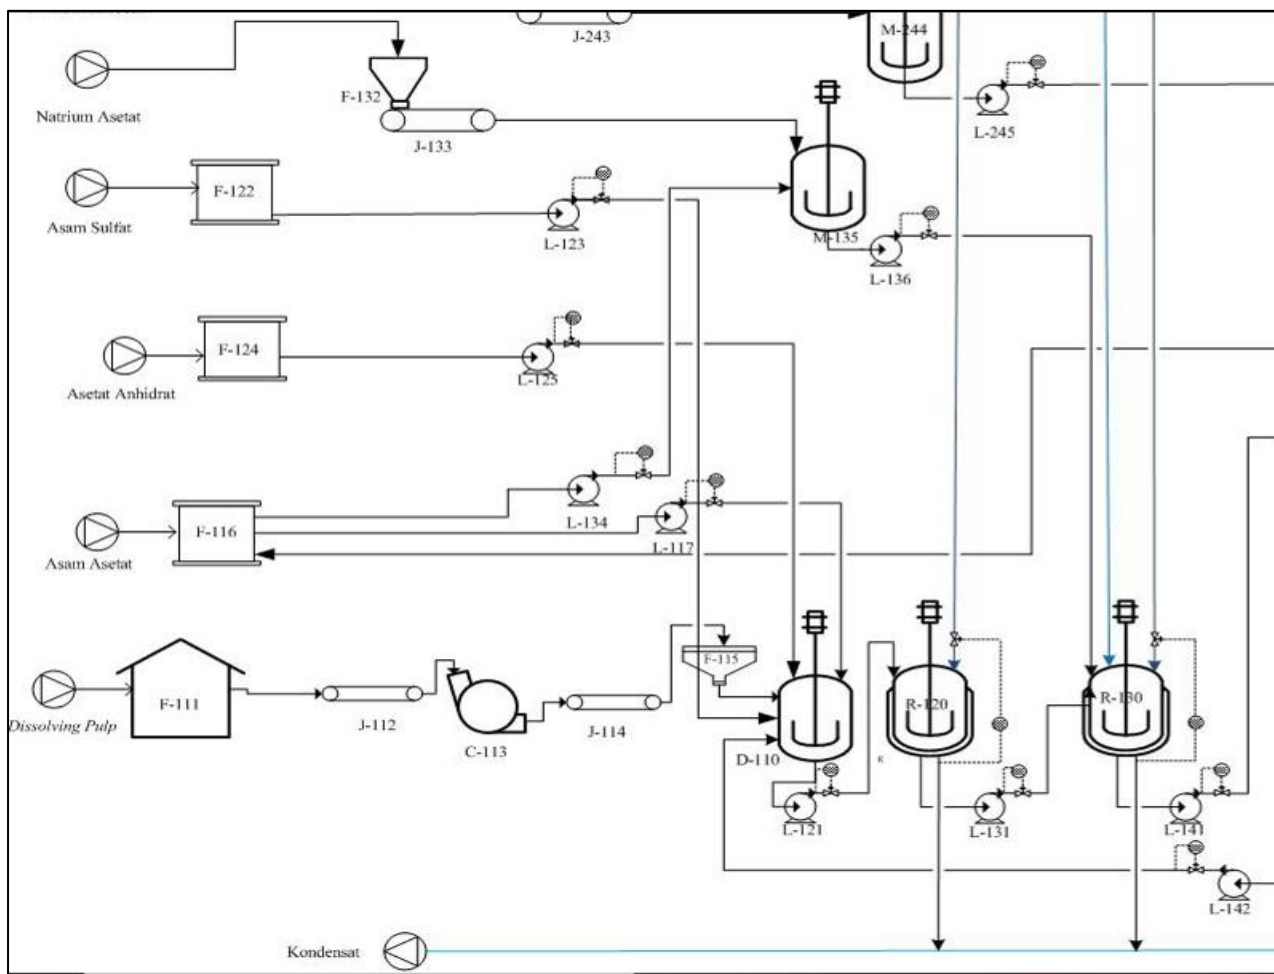 J-243
M-244
F-132
Natrium Asetat
J-133
L-245
F-122
Asam Sulfat
L-123
M-135
L-136
F-124
L-125
Asetat Anhidrat
F-116
L-134
L-117
Asam Asetat
F-115
F-111
J-112
J-114
R-120
R-130
Dissolving Pulp
C-113
D-110
L-121
L-131
L-141
L-142
Kondensat